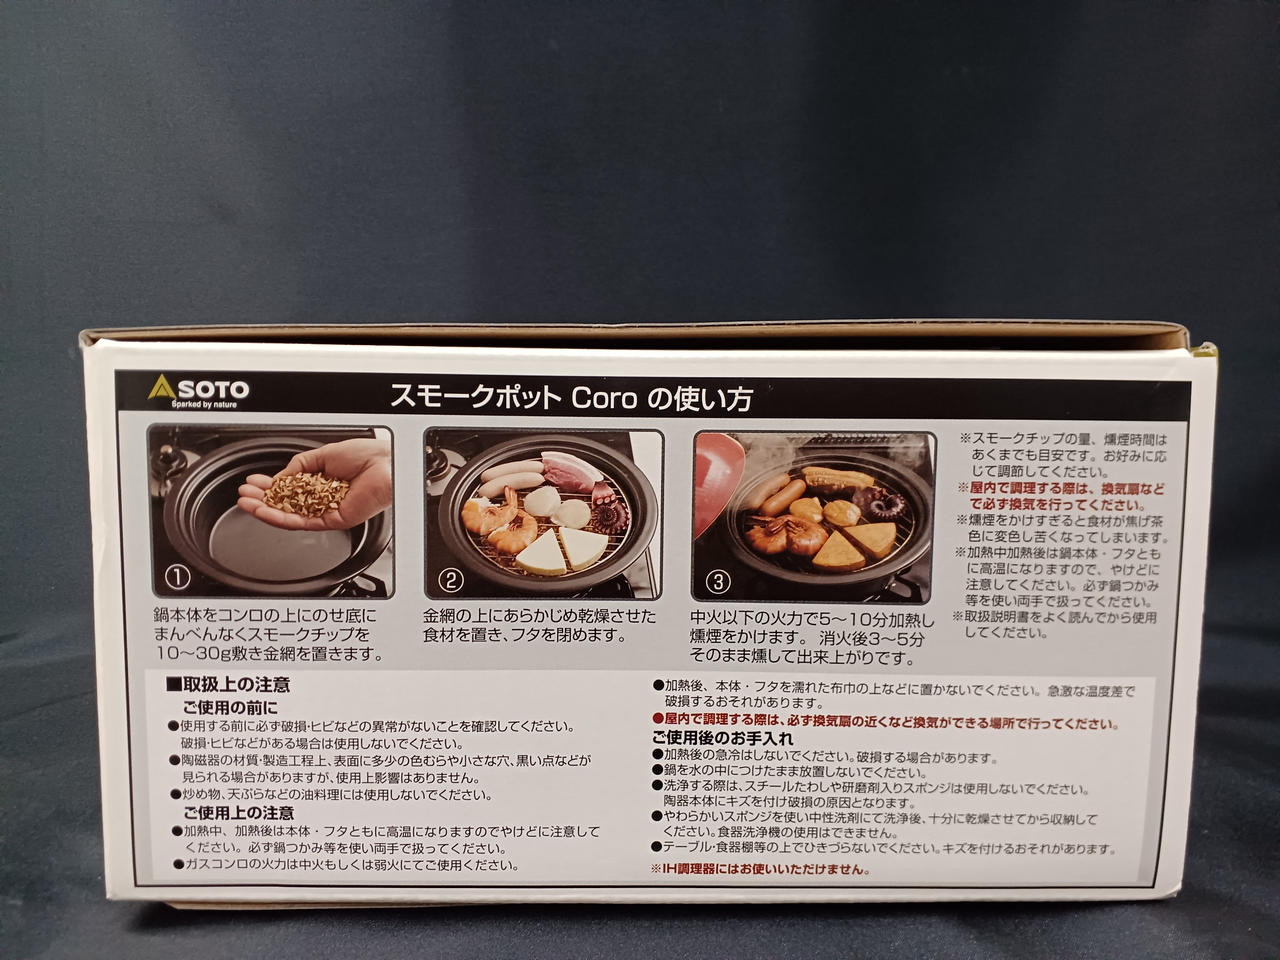 SOTO
Sparked by nature
スモークポット Coro の使い方
①
鍋本体をコンロの上にのせ底に
まんべんなくスモークチップを
10〜30g敷き金網を置きます。
②
金網の上にあらかじめ乾燥させた
食材を置き、フタを閉めます。
③
中火以下の火力で5〜10分加熱し
燻煙をかけます。 消火後3〜5分
そのまま燻して出来上がりです。
※スモークチップの量、燻煙時間は
あくまでも目安です。お好みに応
じて調節してください。
※屋内で調理する際は、換気扇など
で必ず換気を行ってください。
※燻煙をかけすぎると食材が焦げ茶
色に変色し苦くなってしまいます。
※加熱中加熱後は鍋本体・フタとも
に高温になりますので、やけどに
注意してください。必ず鍋つかみ
等を使い両手で扱ってください。
※取扱説明書をよく読んでから使用
してください。
■取扱上の注意
ご使用の前に
●使用する前に必ず破損・ヒビなどの異常がないことを確認してください。
破損・ヒビなどがある場合は使用しないでください。
●陶磁器の材質・製造工程上、表面に多少の色むらや小さな穴、黒い点などが
見られる場合がありますが、使用上影響はありません。
●炒め物、天ぷらなどの油料理には使用しないでください。
ご使用上の注意
●加熱中、加熱後は本体・フタともに高温になりますのでやけどに注意して
ください。必ず鍋つかみ等を使い両手で扱ってください。
●ガスコンロの火力は中火もしくは弱火にてご使用ください。
●加熱後、本体・フタを濡れた布巾の上などに置かないでください。急激な温度差で
破損するおそれがあります。
●屋内で調理する際は、必ず換気扇の近くなど換気ができる場所で行ってください。
ご使用後のお手入れ
●加熱後の急冷はしないでください。破損する場合があります。
●鍋を水の中につけたまま放置しないでください。
●洗浄する際は、スチールたわしや研磨剤入りスポンジは使用しないでください。
陶器本体にキズを付け破損の原因となります。
●やわらかいスポンジを使い中性洗剤にて洗浄後、十分に乾燥させてから収納して
ください。食器洗浄機の使用はできません。
●テーブル・食器棚等の上でひきづらないでください。キズを付けるおそれがあります。
※IH調理器にはお使いいただけません。